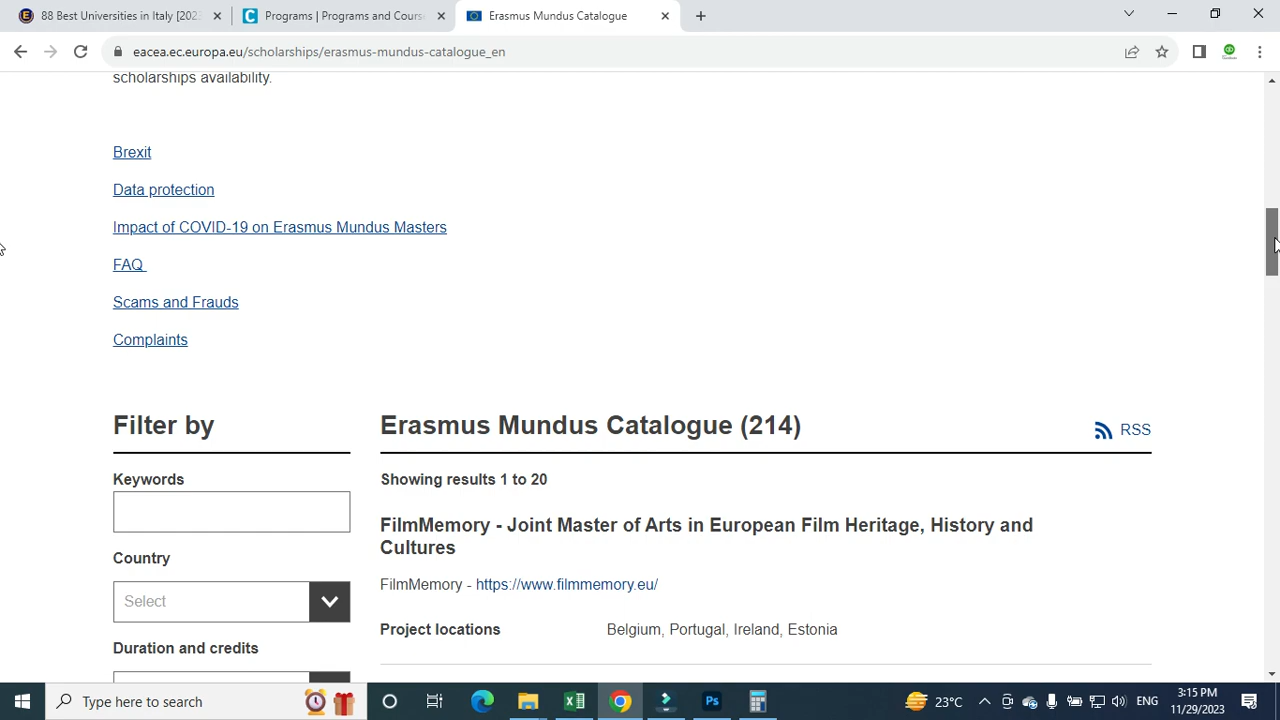 88 Best Universities in Italy [2023
Programs | Programs and Cours
Erasmus Mundus Catalogue
eacea.ec.europa.eu/scholarships/erasmus-mundus-catalogue_en
scholarships availability.
Brexit
Data protection
Impact of COVID-19 on Erasmus Mundus Masters
FAQ
Scams and Frauds
Complaints
Filter by
Erasmus Mundus Catalogue (214)
RSS
Keywords
Showing results 1 to 20
FilmMemory - Joint Master of Arts in European Film Heritage, History and
Cultures
Country
FilmMemory - https://www.filmmemory.eu/
Select
Project locations Belgium, Portugal, Ireland, Estonia
Duration and credits
Type here to search
23°C
ENG
3:15 PM
11/29/2023